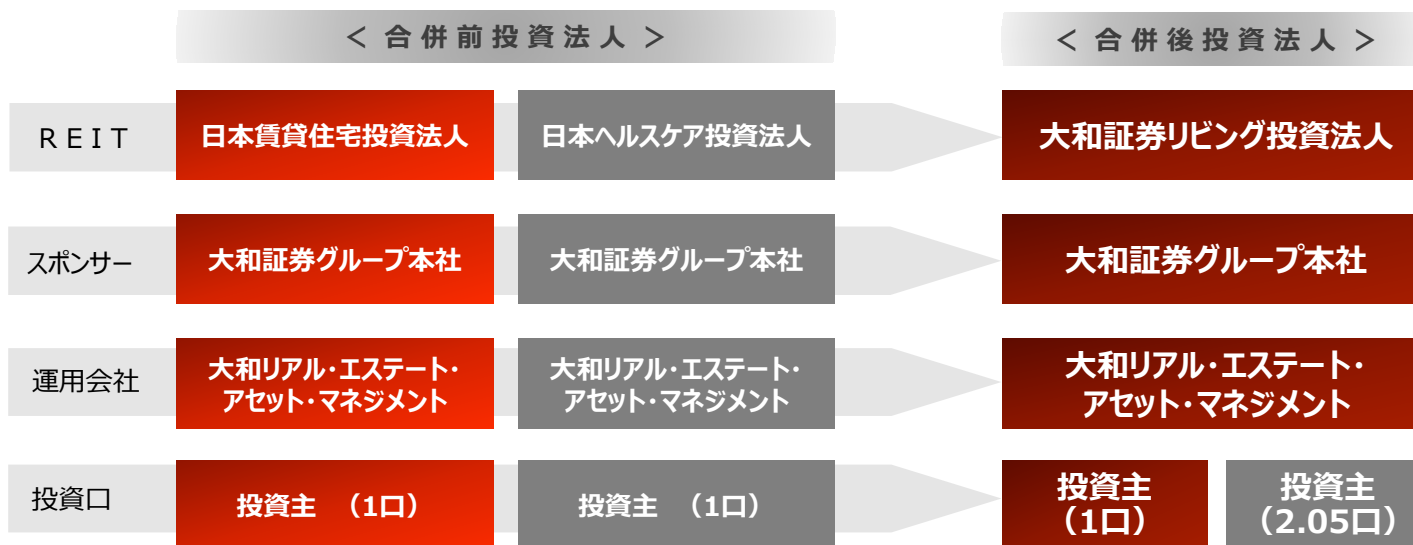 ＜ 合併前投資法人 ＞
＜ 合併後投資法人 ＞
ＲＥＩＴ
日本賃貸住宅投資法人
日本ヘルスケア投資法人
大和証券リビング投資法人
スポンサー
大和証券グループ本社
大和証券グループ本社
大和証券グループ本社
運用会社
大和リアル・エステート・
アセット・マネジメント
大和リアル・エステート・
アセット・マネジメント
大和リアル・エステート・
アセット・マネジメント
投資口
投資主　（1口）
投資主　（1口）
投資主
（1口）
投資主
（2.05口）